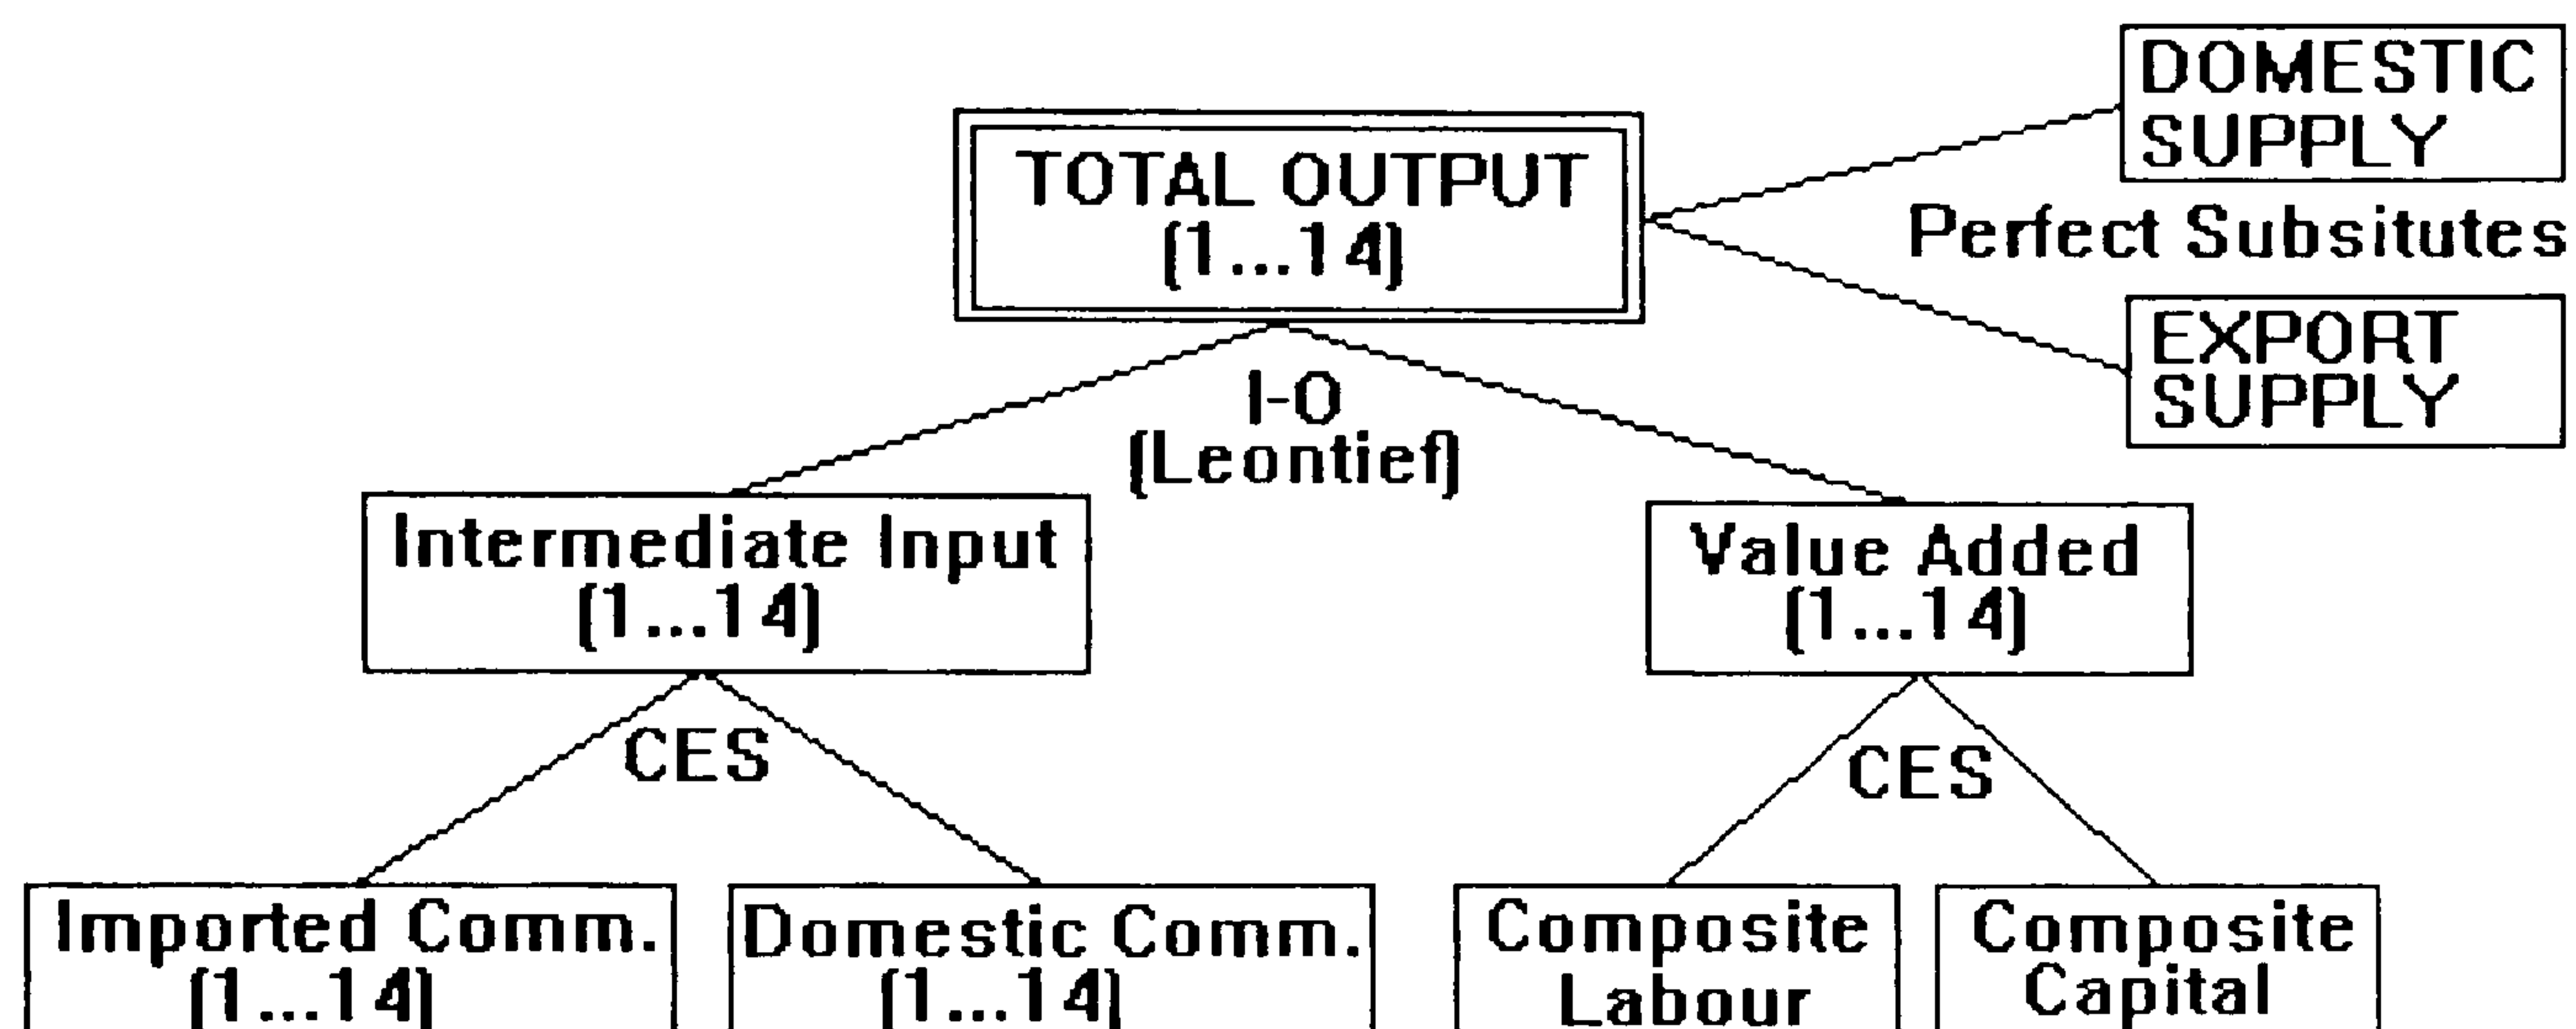 DOMESTIC
SUPPLY
TOTAL OUTPUT
(1...14)
Perfect Subsitutes
EXPORT
SUPPLY
I-O
(Leontief)
Intermediate Input
(1...14)
Value Added
(1...14)
CES
CES
Imported Comm.
(1...14)
Domestic Comm.
(1...14)
Composite
Labour
Composite
Capital